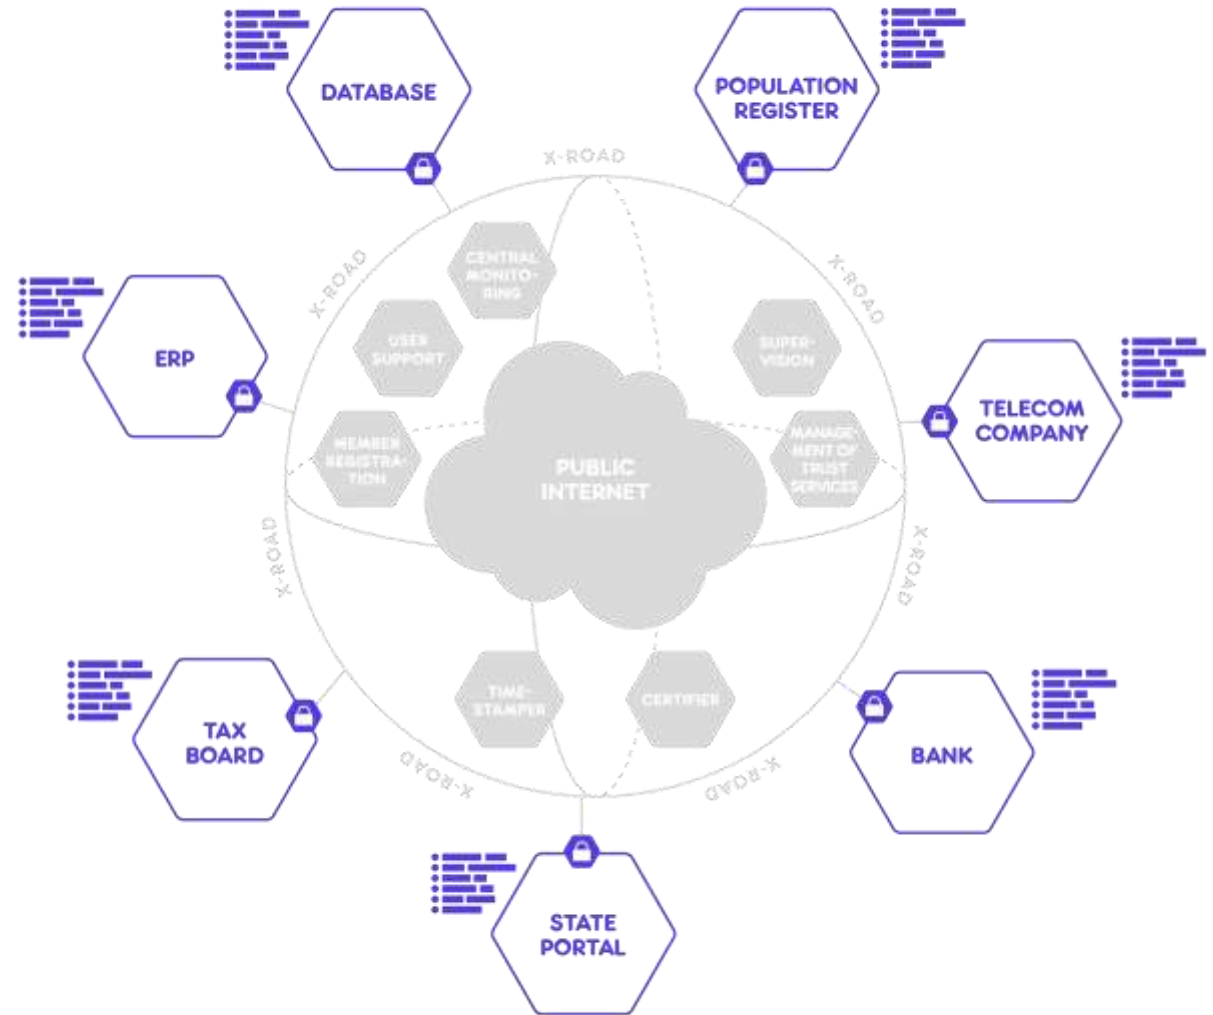 DATABASE
POPULATION
REGISTER
X-ROAD
CENTRAL
MONITO-
RING
X-ROAD
X-ROAD
USER
SUPPORT
SUPER-
VISION
ERP
TELECOM
COMPANY
MEMBER
REGISTRA-
TION
PUBLIC
INTERNET
MANAGE-
MENT OF
TRUST
SERVICES
X-ROAD
X-ROAD
TIME-
STAMPER
CERTIFIER
TAX
BOARD
BANK
X-ROAD
X-ROAD
STATE
PORTAL